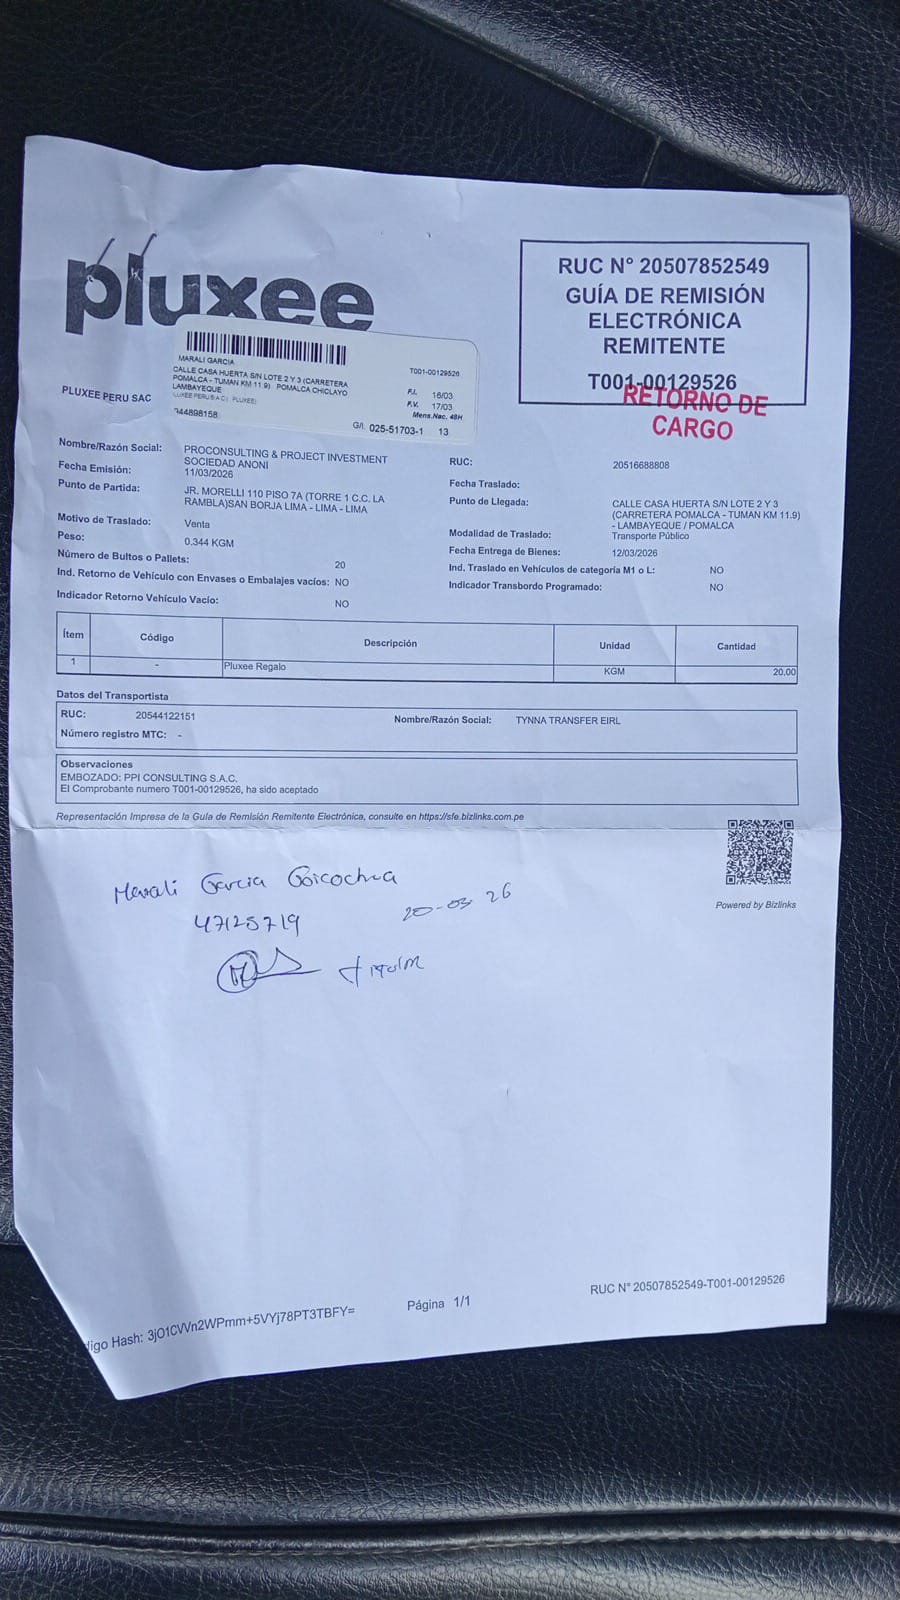 pluxee
RUC N° 20507852549
GUÍA DE REMISIÓN
ELECTRÓNICA
REMITENTE
T001-00129526
RETORNO DE
CARGO
MARALI GARCIA
CALLE CASA HUERTA S/N LOTE 2 Y 3 (CARRETERA
POMALCA - TUMAN KM 11.9) POMALCA CHICLAYO
LAMBAYEQUE
PLUXEE PERU S.A.C ( PLUXEE)
944898158
T001-00129526
F.I. 16/03
F.V. 17/03
Mens.Nac. 48H
G/I. 025-51703-1 13
PLUXEE PERU SAC
Nombre/Razón Social: PROCONSULTING & PROJECT INVESTMENT
SOCIEDAD ANONI
RUC: 20516688808
Fecha Emisión: 11/03/2026
Fecha Traslado:
Punto de Partida: JR. MORELLI 110 PISO 7A (TORRE 1 C.C. LA
RAMBLA)SAN BORJA LIMA - LIMA - LIMA
Punto de Llegada: CALLE CASA HUERTA S/N LOTE 2 Y 3
(CARRETERA POMALCA - TUMAN KM 11.9)
- LAMBAYEQUE / POMALCA
Motivo de Traslado: Venta
Modalidad de Traslado: Transporte Público
Peso: 0.344 KGM
Fecha Entrega de Bienes: 12/03/2026
Número de Bultos o Pallets: 20
Ind. Traslado en Vehículos de categoría M1 o L: NO
Ind. Retorno de Vehículo con Envases o Embalajes vacíos: NO
Indicador Transbordo Programado: NO
Indicador Retorno Vehículo Vacío: NO
Ítem Código Descripción Unidad Cantidad
1 - Pluxee Regalo KGM 20.00
Datos del Transportista
RUC: 20544122151 Nombre/Razón Social: TYNNA TRANSFER EIRL
Número registro MTC: -
Observaciones
EMBOZADO: PPI CONSULTING S.A.C.
El Comprobante numero T001-00129526, ha sido aceptado
Representación Impresa de la Guía de Remisión Remitente Electrónica, consulte en https://sfe.bizlinks.com.pe
Powered by Bizlinks
Marali Garcia Goicochea
47125719
20-03 26
igo Hash: 3jO1CVVn2WPmm+5VYj78PT3TBFY=
Página 1/1
RUC N° 20507852549-T001-00129526